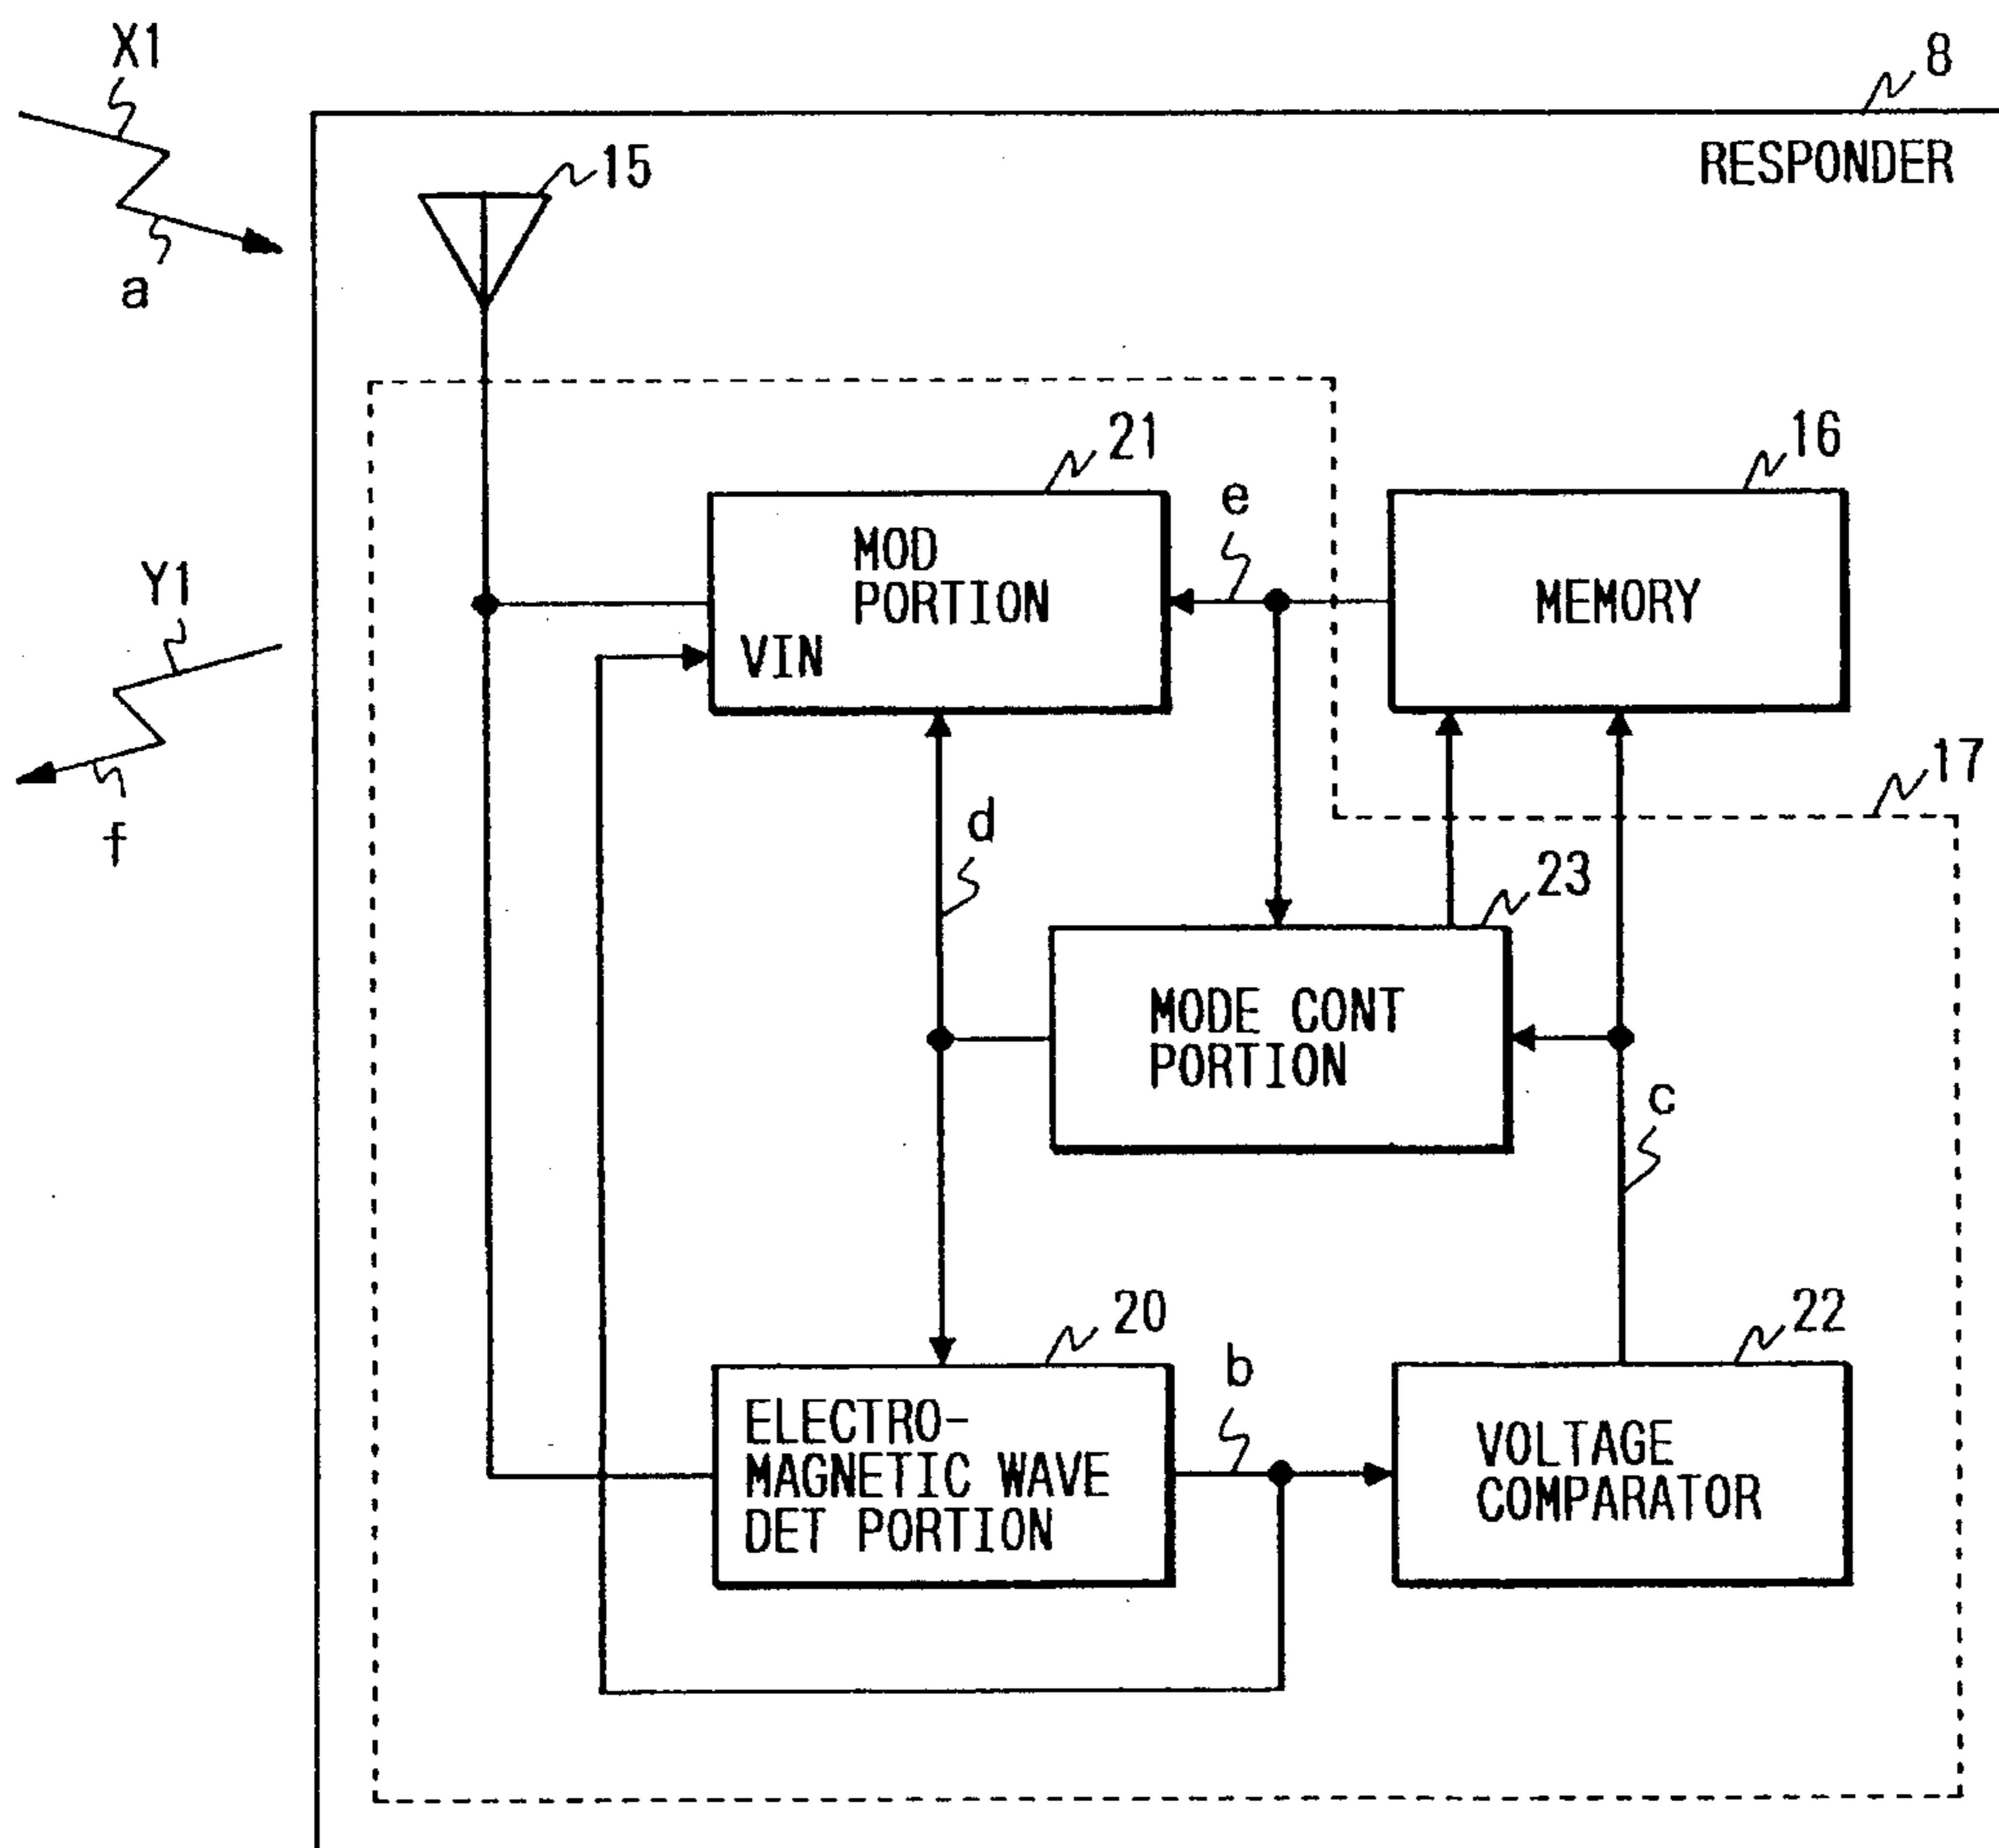 X1
8
RESPONDER
15
a
21
16
e
MOD
PORTION
MEMORY
Y1
VIN
17
d
f
23
MODE CONT
PORTION
c
20
22
b
ELECTRO-
MAGNETIC WAVE
DET PORTION
VOLTAGE
COMPARATOR